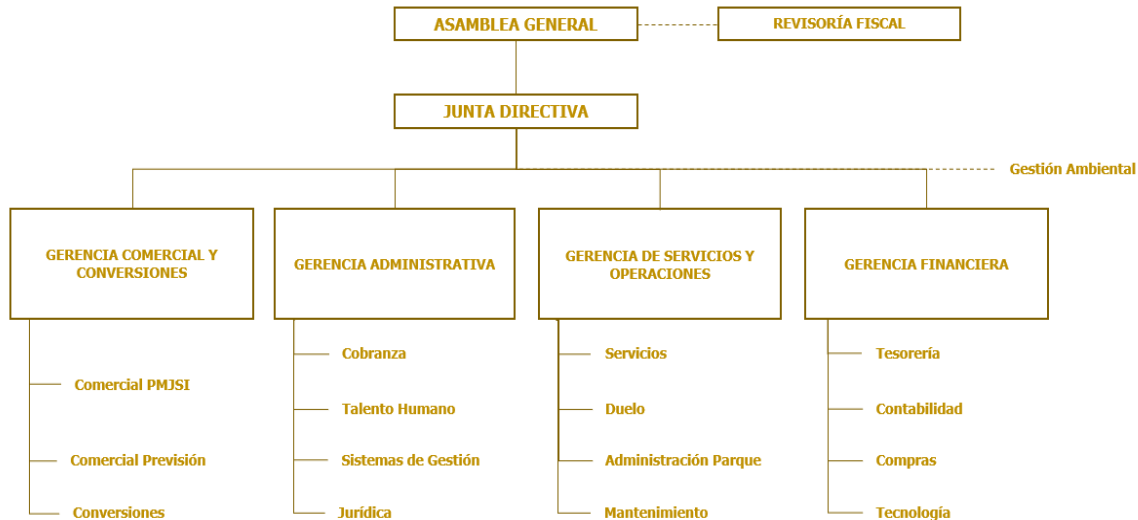 ASAMBLEA GENERAL
REVISORÍA FISCAL
JUNTA DIRECTIVA
Gestión Ambiental
GERENCIA COMERCIAL Y
CONVERSIONES
Comercial PMJSI
Comercial Previsión
Conversiones
GERENCIA ADMINISTRATIVA
Cobranza
Talento Humano
Sistemas de Gestión
Jurídica
GERENCIA DE SERVICIOS Y
OPERACIONES
Servicios
Duelo
Administración Parque
Mantenimiento
GERENCIA FINANCIERA
Tesorería
Contabilidad
Compras
Tecnología